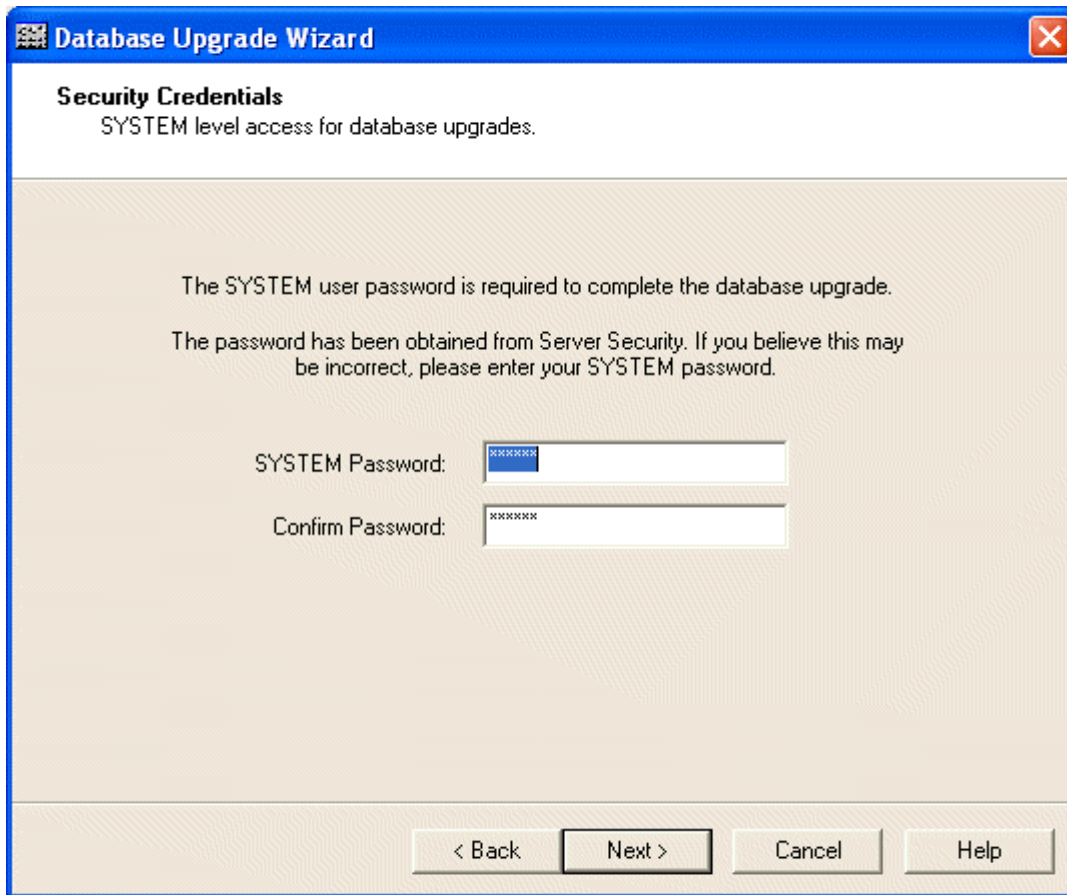 Database Upgrade Wizard
Security Credentials
SYSTEM level access for database upgrades.
The SYSTEM user password is required to complete the database upgrade.
The password has been obtained from Server Security. If you believe this may
be incorrect, please enter your SYSTEM password.
SYSTEM Password: ******
Confirm Password: ******
< Back Next > Cancel Help